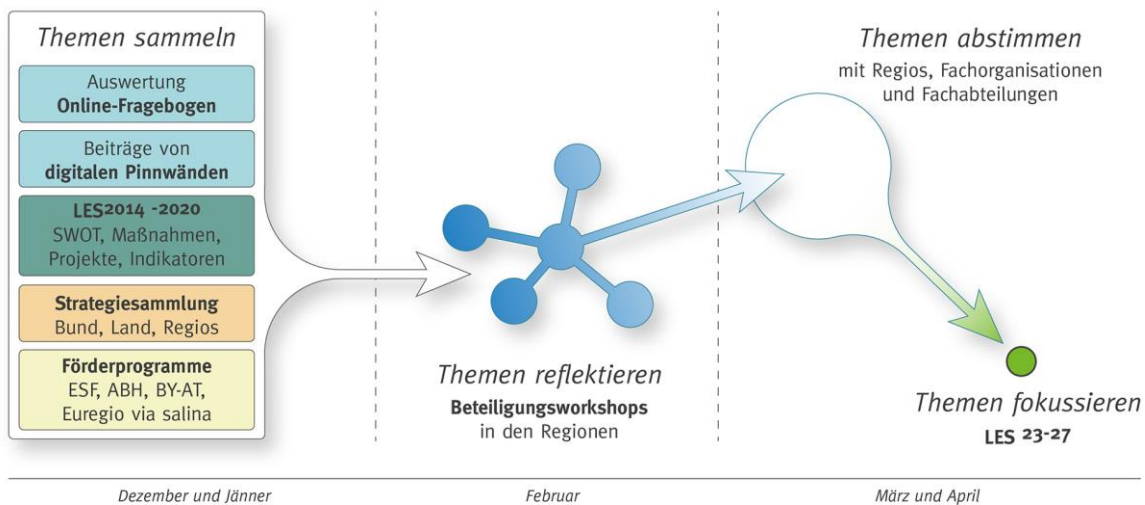 Themen sammeln
Auswertung
Online-Fragebogen
Beiträge von
digitalen Pinnwänden
LES2014 -2020
SWOT, Maßnahmen,
Projekte, Indikatoren
Strategiesammlung
Bund, Land, Regios
Förderprogramme
ESF, ABH, BY-AT,
Euregio via salina
Themen reflektieren
Beteiligungsworkshops
in den Regionen
Themen abstimmen
mit Regios, Fachorganisationen
und Fachabteilungen
Themen fokussieren
LES 23-27
Dezember und Jänner
Februar
März und April